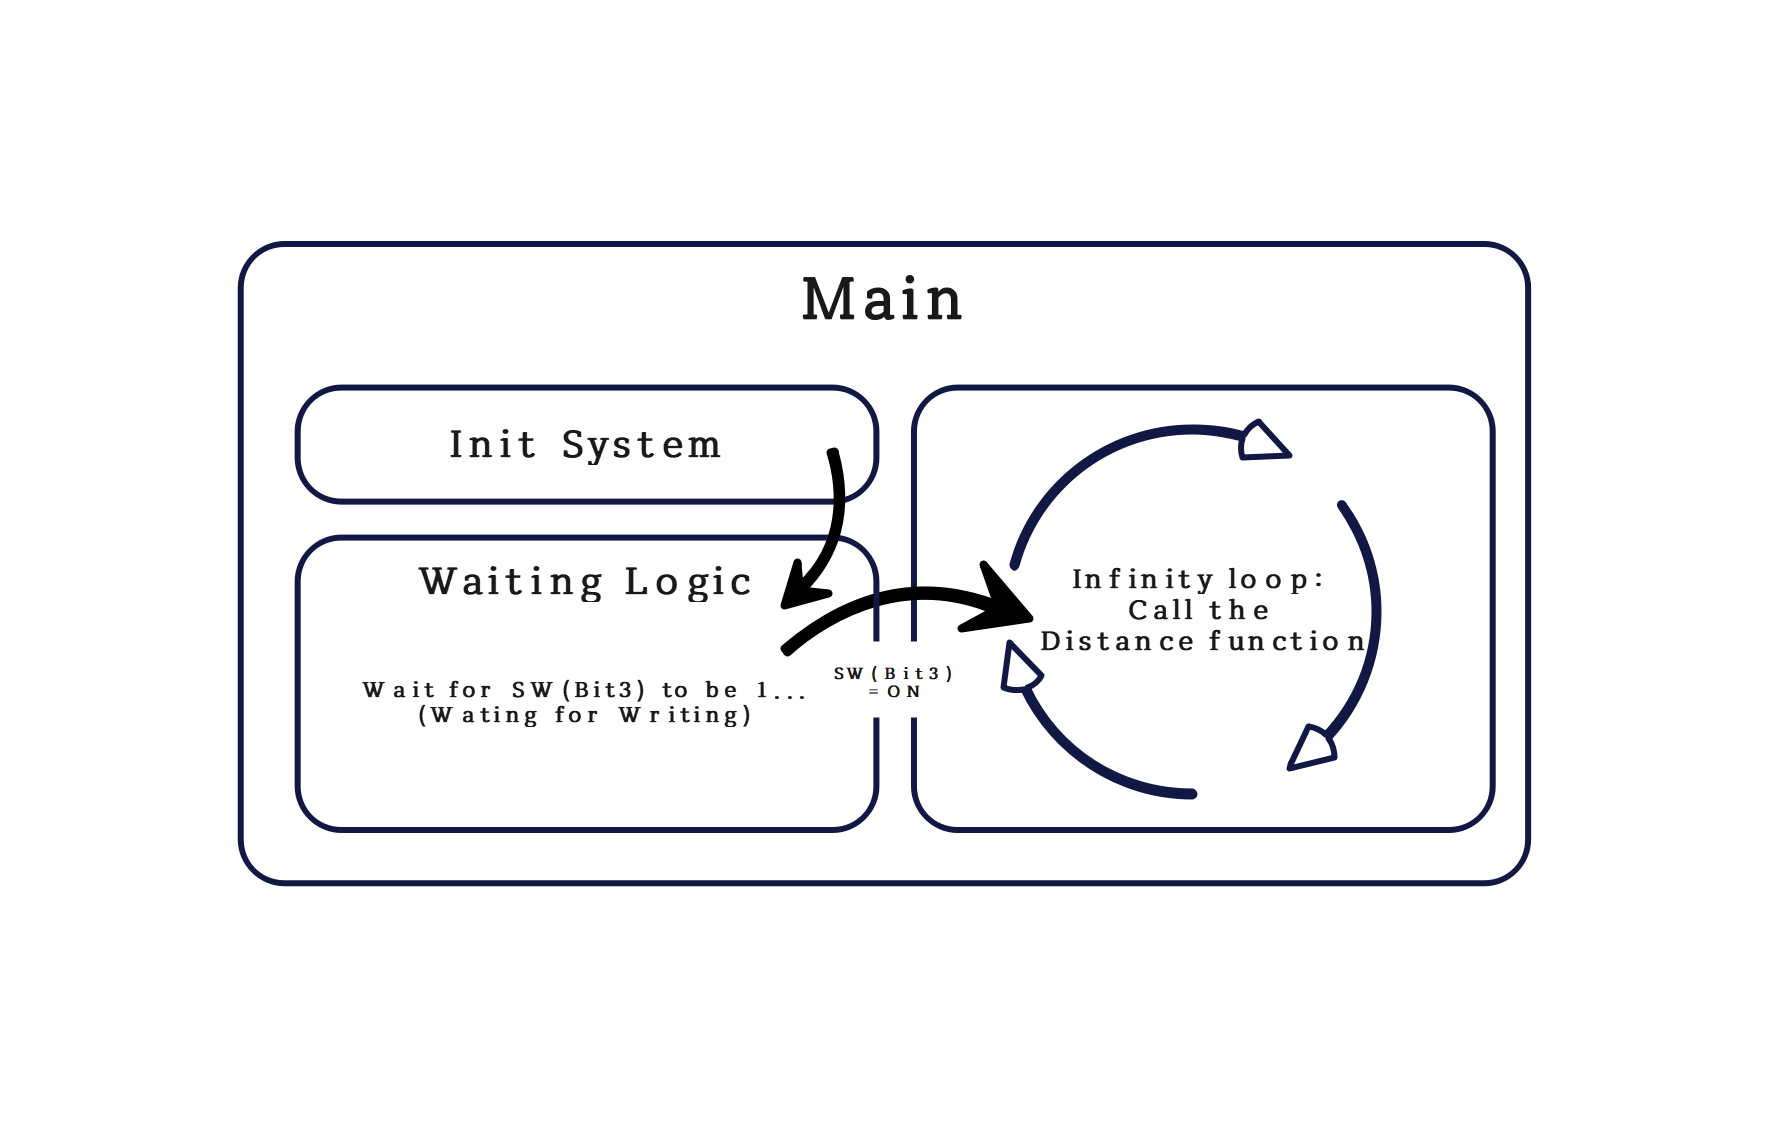 Main
Init System
Waiting Logic
Wait for SW(Bit3) to be 1...
(Wating for Writing)
SW(Bit3)
= ON
Infinity loop:
Call the
Distance function